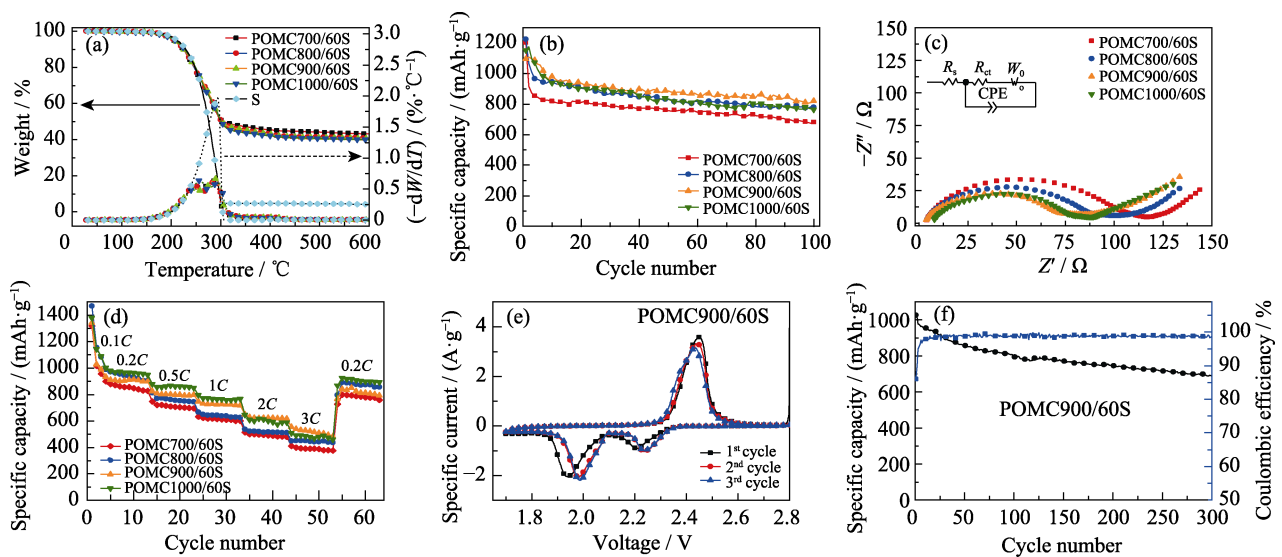 (a)
POMC700/60S
POMC800/60S
POMC900/60S
POMC1000/60S
S
Weight / %
100
80
60
40
20
0
3.0
2.5
2.0
1.5
1.0
0.5
0
(−dW/dT) / (%·℃⁻¹)
0 100 200 300 400 500 600
Temperature / ℃
(b)
Specific capacity / (mAh·g⁻¹)
1200
1000
800
600
400
200
0
POMC700/60S
POMC800/60S
POMC900/60S
POMC1000/60S
0 20 40 60 80 100
Cycle number
(c)
POMC700/60S
POMC800/60S
POMC900/60S
POMC1000/60S
Rs Rct Wo
CPE
−Z″ / Ω
150
125
100
75
50
25
0
0 25 50 75 100 125 150
Z′ / Ω
(d)
Specific capacity / (mAh·g⁻¹)
1400
1200
1000
800
600
400
200
0
0.1C
0.2C
0.5C
1C
2C
3C
0.2C
POMC700/60S
POMC800/60S
POMC900/60S
POMC1000/60S
0 10 20 30 40 50 60
Cycle number
(e)
POMC900/60S
Specific current / (A·g⁻¹)
4
2
0
−2
1st cycle
2nd cycle
3rd cycle
1.8 2.0 2.2 2.4 2.6 2.8
Voltage / V
(f)
Specific capacity / (mAh·g⁻¹)
1000
800
600
400
200
0
POMC900/60S
100
90
80
70
60
50
Coulombic efficiency / %
0 50 100 150 200 250 300
Cycle number